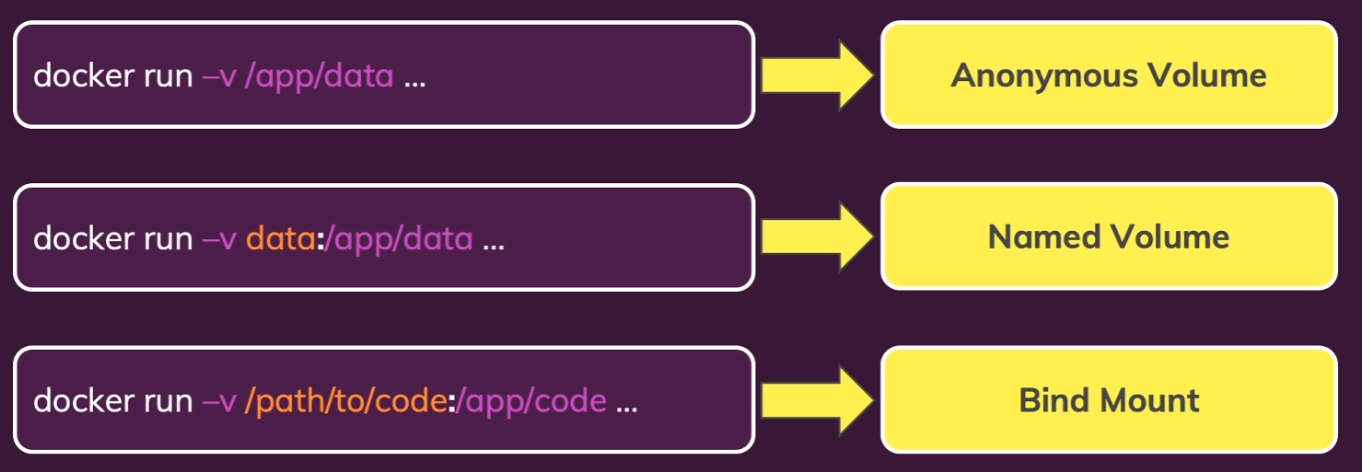 docker run –v /app/data ...
Anonymous Volume
docker run –v data:/app/data ...
Named Volume
docker run –v /path/to/code:/app/code ...
Bind Mount